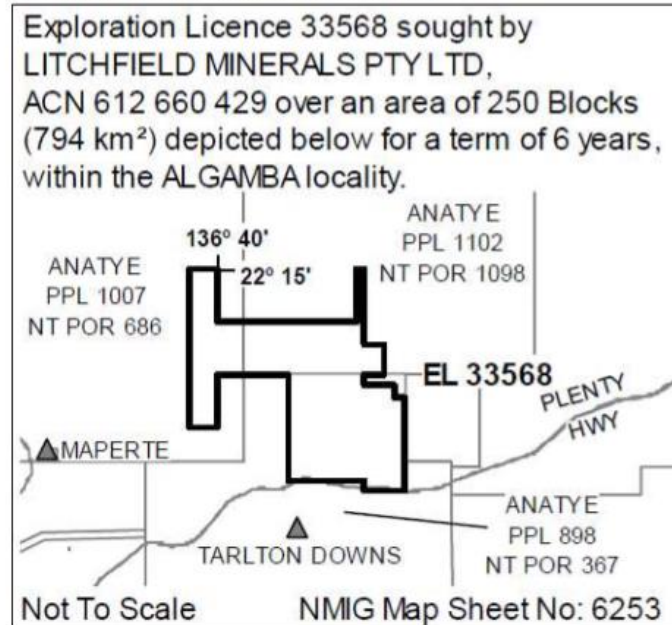 Exploration Licence 33568 sought by
LITCHFIELD MINERALS PTY LTD,
ACN 612 660 429 over an area of 250 Blocks
(794 km²) depicted below for a term of 6 years,
within the ALGAMBA locality.
ANATYE
PPL 1102
NT POR 1098
136° 40'
22° 15'
ANATYE
PPL 1007
NT POR 686
EL 33568
PLENTY
HWY
MAPERTE
TARLTON DOWNS
ANATYE
PPL 898
NT POR 367
Not To Scale
NMIG Map Sheet No: 6253